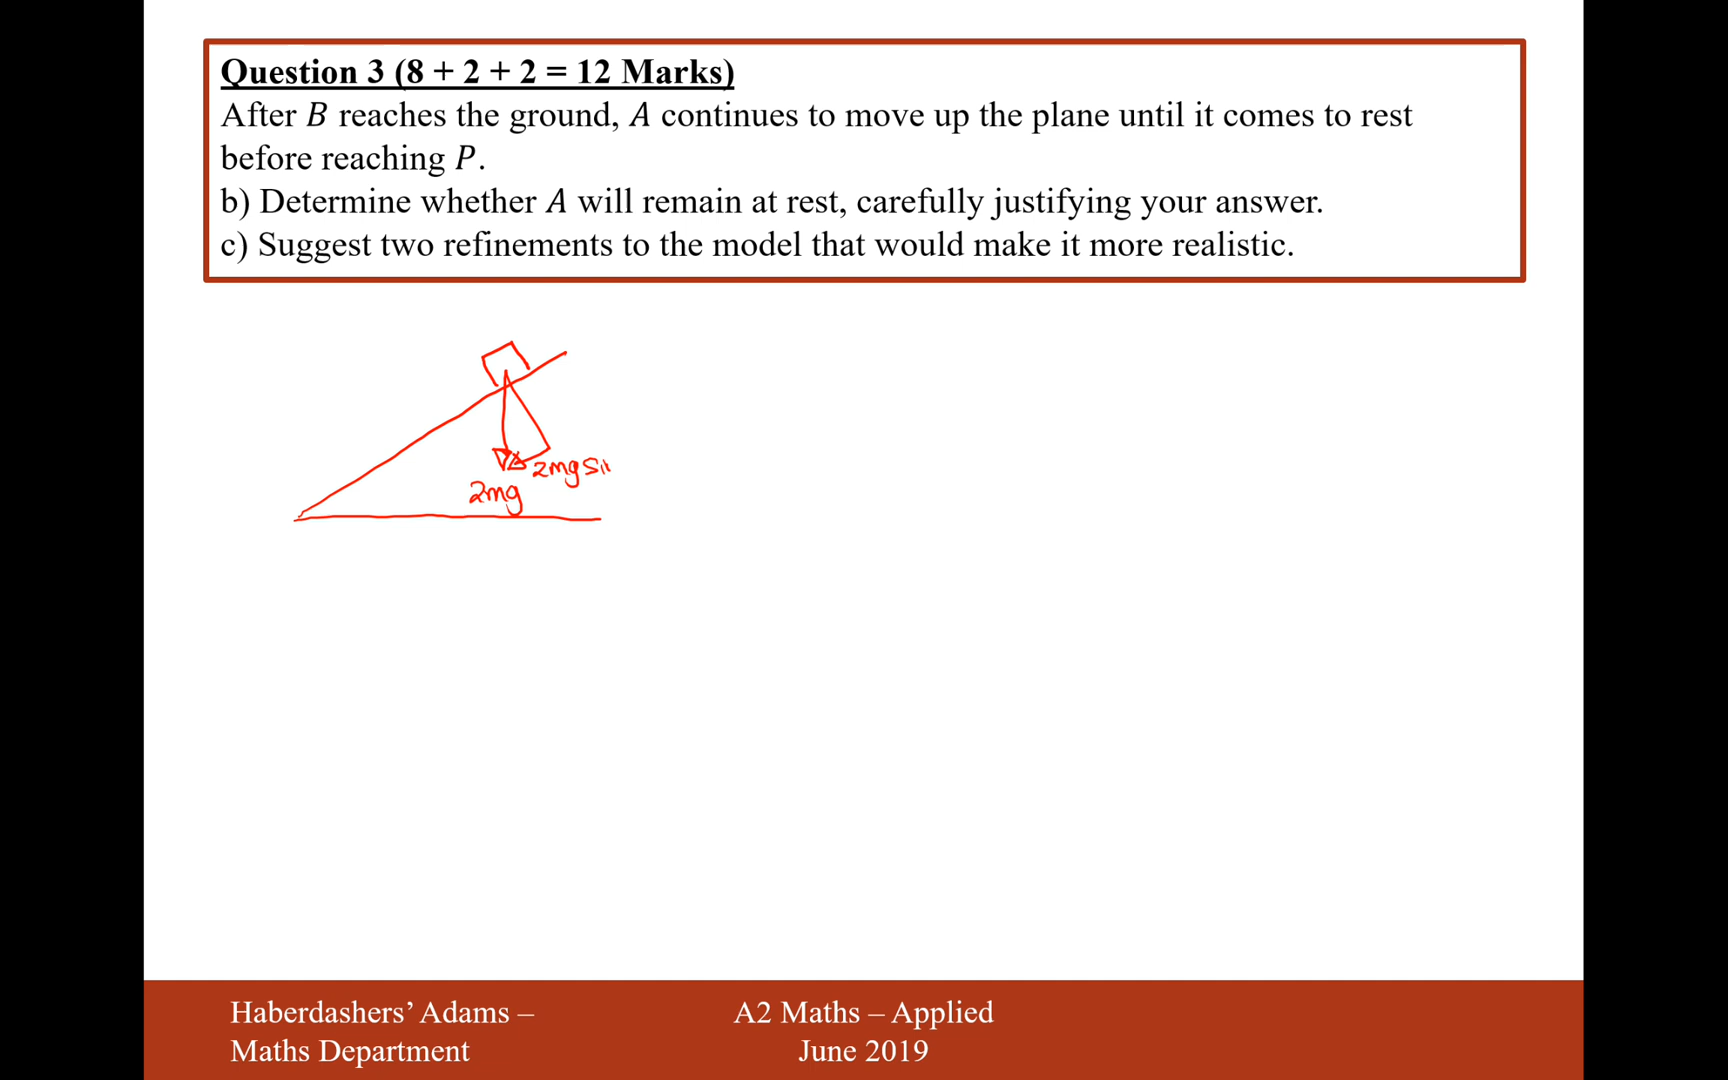 Question 3 (8 + 2 + 2 = 12 Marks)
After B reaches the ground, A continues to move up the plane until it comes to rest
before reaching P.
b) Determine whether A will remain at rest, carefully justifying your answer.
c) Suggest two refinements to the model that would make it more realistic.
2mg
2mg
Haberdashers’ Adams –
Maths Department
A2 Maths – Applied
June 2019